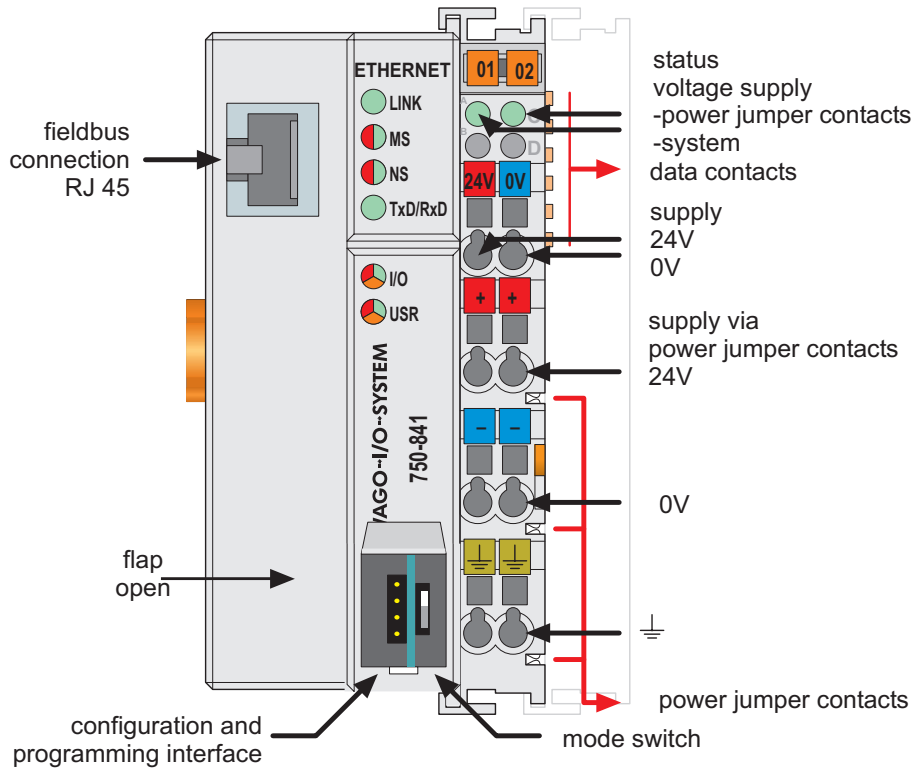 fieldbus
connection
RJ 45
flap
open
configuration and
programming interface
ETHERNET
LINK
MS
NS
TxD/RxD
I/O
USR
WAGO-I/O-SYSTEM
750-841
01 02
A
C
B
D
24V 0V
+ +
– –
status
voltage supply
-power jumper contacts
-system
data contacts
supply
24V
0V
supply via
power jumper contacts
24V
0V
power jumper contacts
mode switch